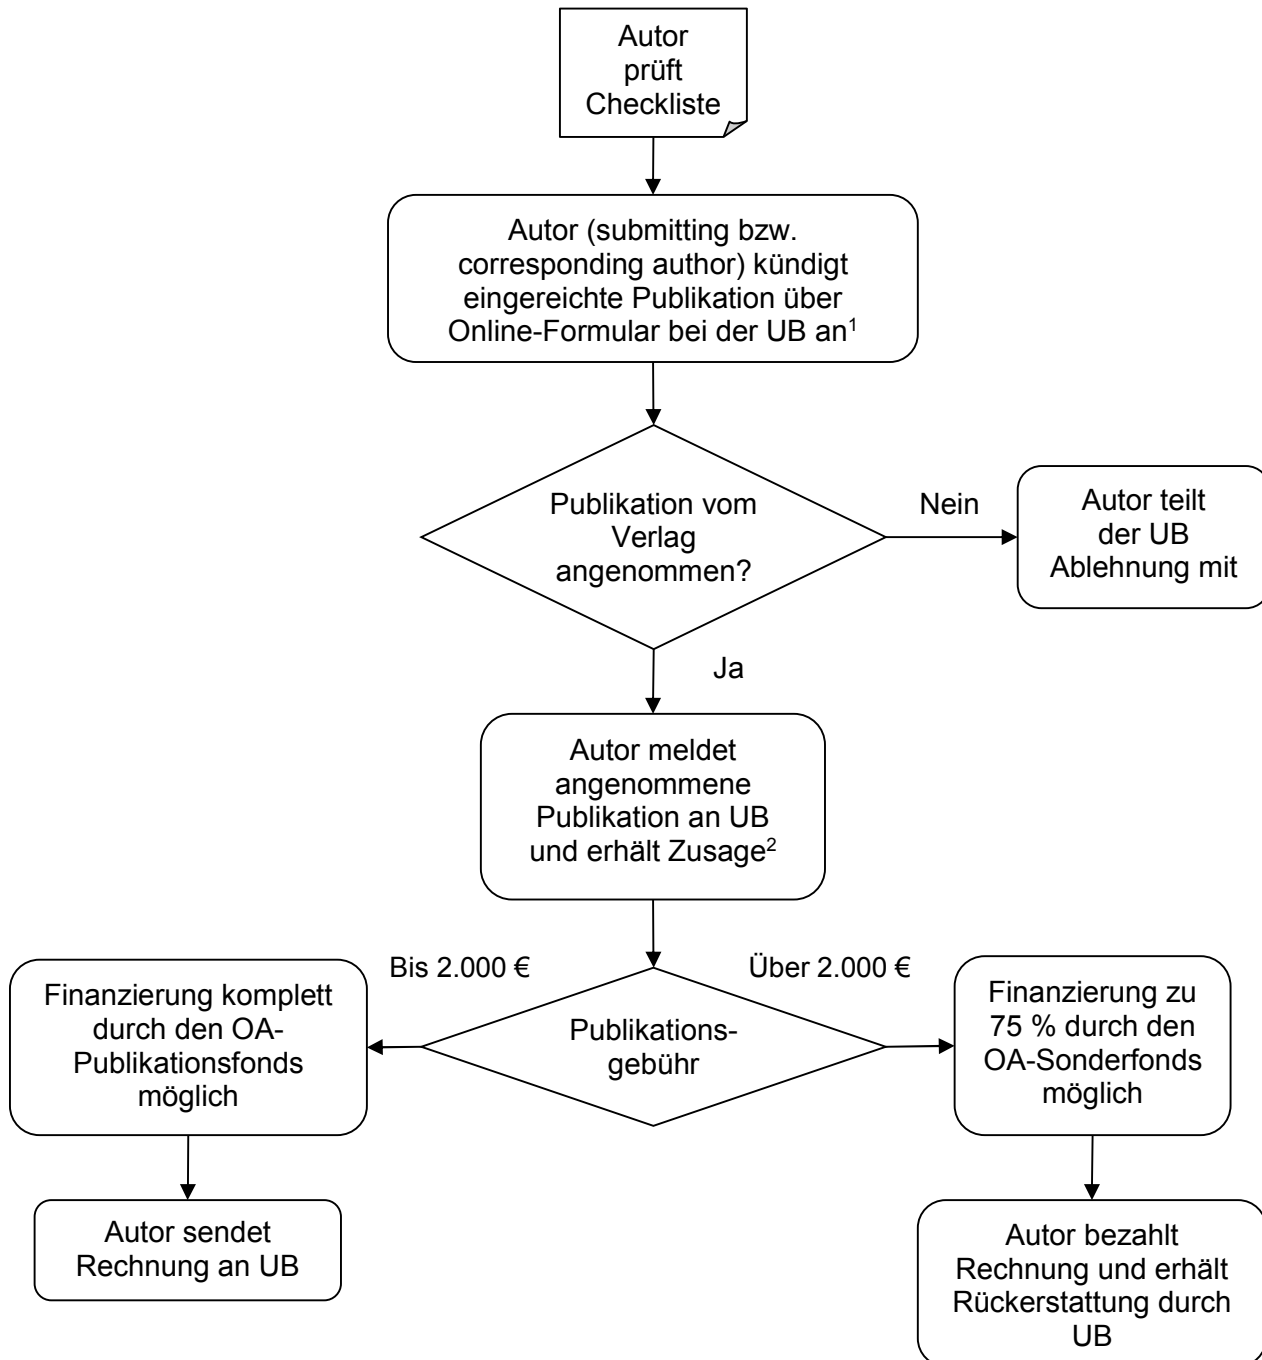 Autor
prüft
Checkliste
Autor (submitting bzw.
corresponding author) kündigt
eingereichte Publikation über
Online-Formular bei der UB an¹
Publikation vom
Verlag
angenommen?
Nein
Autor teilt
der UB
Ablehnung mit
Ja
Autor meldet
angenommene
Publikation an UB
und erhält Zusage²
Bis 2.000 €
Über 2.000 €
Finanzierung komplett
durch den OA-
Publikationsfonds
möglich
Publikations-
gebühr
Finanzierung zu
75 % durch den
OA-Sonderfonds
möglich
Autor sendet
Rechnung an UB
Autor bezahlt
Rechnung und erhält
Rückerstattung durch
UB